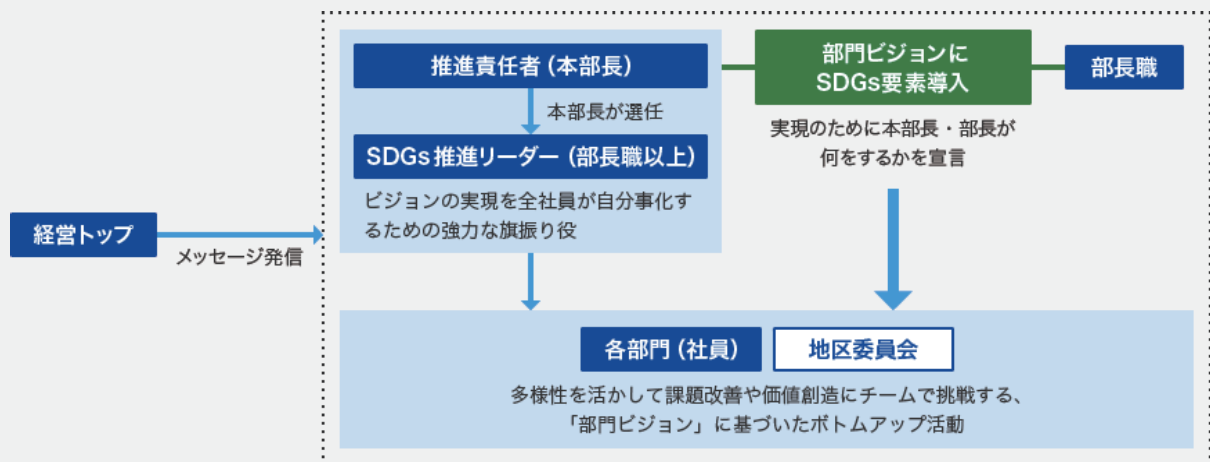 推進責任者（本部長）
本部長が選任
SDGs推進リーダー（部長職以上）
ビジョンの実現を全社員が自分事化す
るための強力な旗振り役
部門ビジョンに
SDGs要素導入
部長職
実現のために本部長・部長が
何をするかを宣言
経営トップ
メッセージ発信
各部門（社員）
地区委員会
多様性を活かして課題改善や価値創造にチームで挑戦する、
「部門ビジョン」に基づいたボトムアップ活動